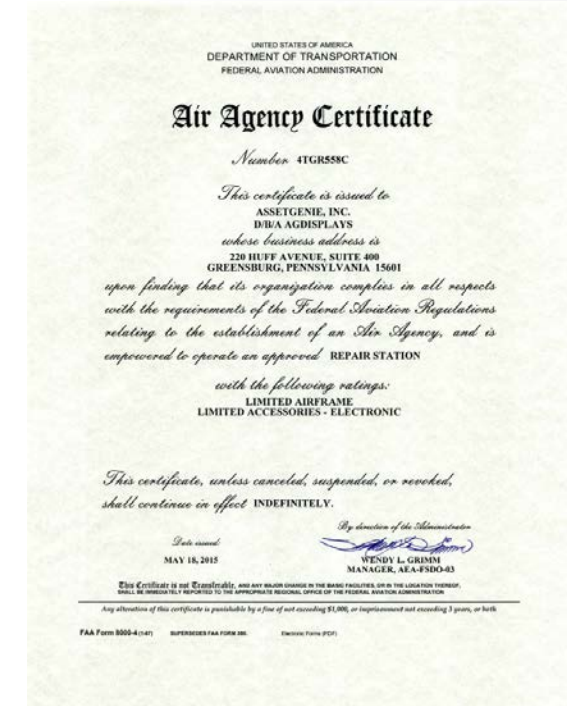 UNITED STATES OF AMERICA
DEPARTMENT OF TRANSPORTATION
FEDERAL AVIATION ADMINISTRATION
Air Agency Certificate
Number 4TGR558C
This certificate is issued to
ASSETGENIE, INC.
D/B/A AGDISPLAYS
whose business address is
220 HUFF AVENUE, SUITE 400
GREENSBURG, PENNSYLVANIA 15601
upon finding that its organization complies in all respects
with the requirements of the Federal Aviation Regulations
relating to the establishment of an Air Agency, and is
empowered to operate an approved REPAIR STATION
with the following ratings:
LIMITED AIRFRAME
LIMITED ACCESSORIES - ELECTRONIC
This certificate, unless canceled, suspended, or revoked,
shall continue in effect INDEFINITELY.
By direction of the Administrator
Date issued:
MAY 18, 2015
WENDY L. GRIMM
MANAGER, AEA-FSDO-03
This Certificate is not Transferable, AND ANY MAJOR CHANGE IN THE BASIC FACILITIES, OR IN THE LOCATION THEREOF,
SHALL BE IMMEDIATELY REPORTED TO THE APPROPRIATE REGIONAL OFFICE OF THE FEDERAL AVIATION ADMINISTRATION
Any alteration of this certificate is punishable by a fine of not exceeding $1,000, or imprisonment not exceeding 3 years, or both
FAA Form 8000-4 (1-67) SUPERSEDES FAA FORM 390. Electronic Forms (PDF)